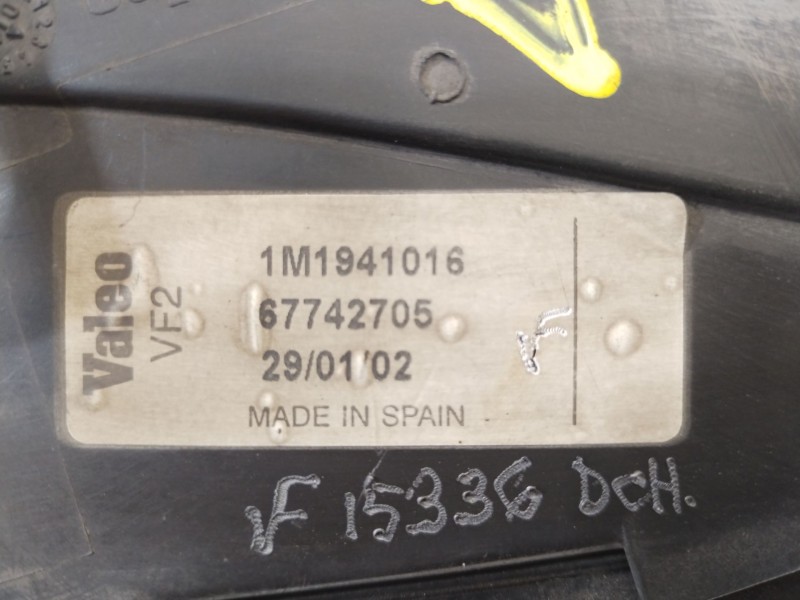 Valeo
VF2
1M1941016
67742705
29/01/02
MADE IN SPAIN
VF 15336 DCH.